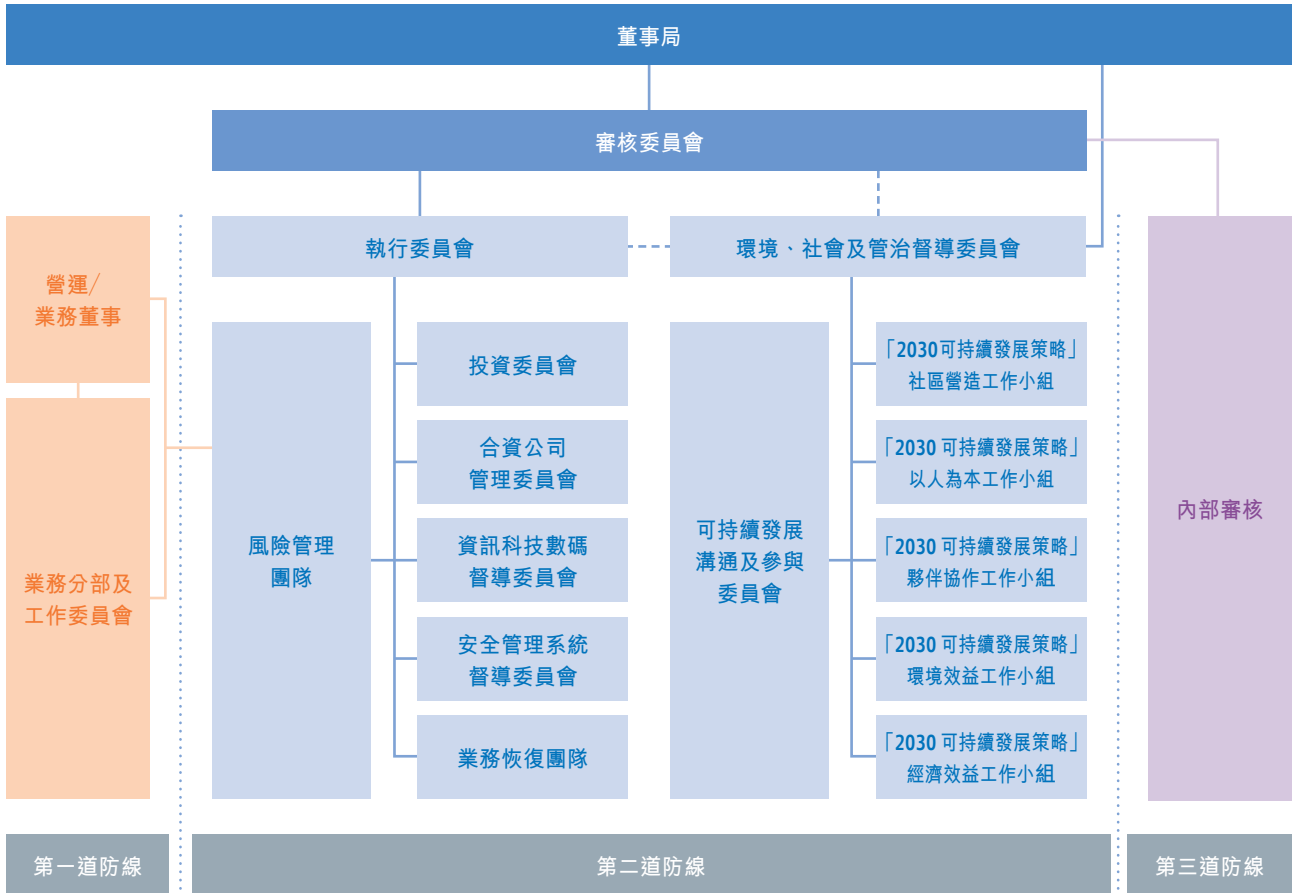 董事局
審核委員會
營運/
業務董事
業務分部及
工作委員會
執行委員會
風險管理
團隊
投資委員會
合資公司
管理委員會
資訊科技數碼
督導委員會
安全管理系統
督導委員會
業務恢復團隊
環境、社會及管治督導委員會
可持續發展
溝通及參與
委員會
「2030可持續發展策略」
社區營造工作小組
「2030 可持續發展策略」
以人為本工作小組
「2030 可持續發展策略」
夥伴協作工作小組
「2030 可持續發展策略」
環境效益工作小組
「2030 可持續發展策略」
經濟效益工作小組
內部審核
第一道防線
第二道防線
第三道防線